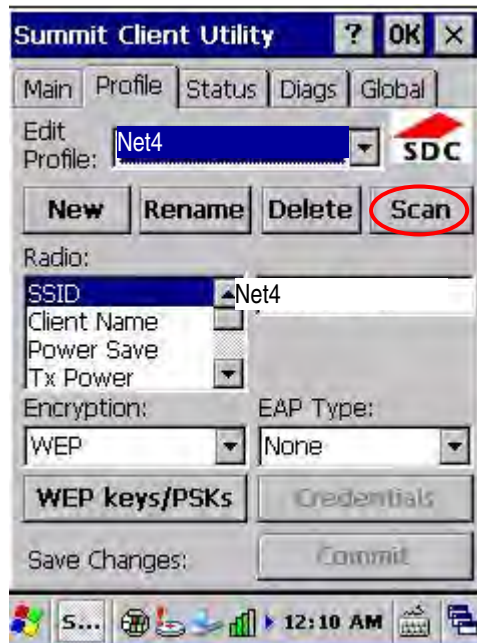 Summit Client Utility ? OK ×
Main Profile Status Diags Global
Edit
Profile: Net4
SDC
New Rename Delete Scan
Radio:
SSID Net4
Client Name
Power Save
Tx Power
Encryption: EAP Type:
WEP None
WEP keys/PSKs Credentials
Save Changes: Commit
S... 12:10 AM